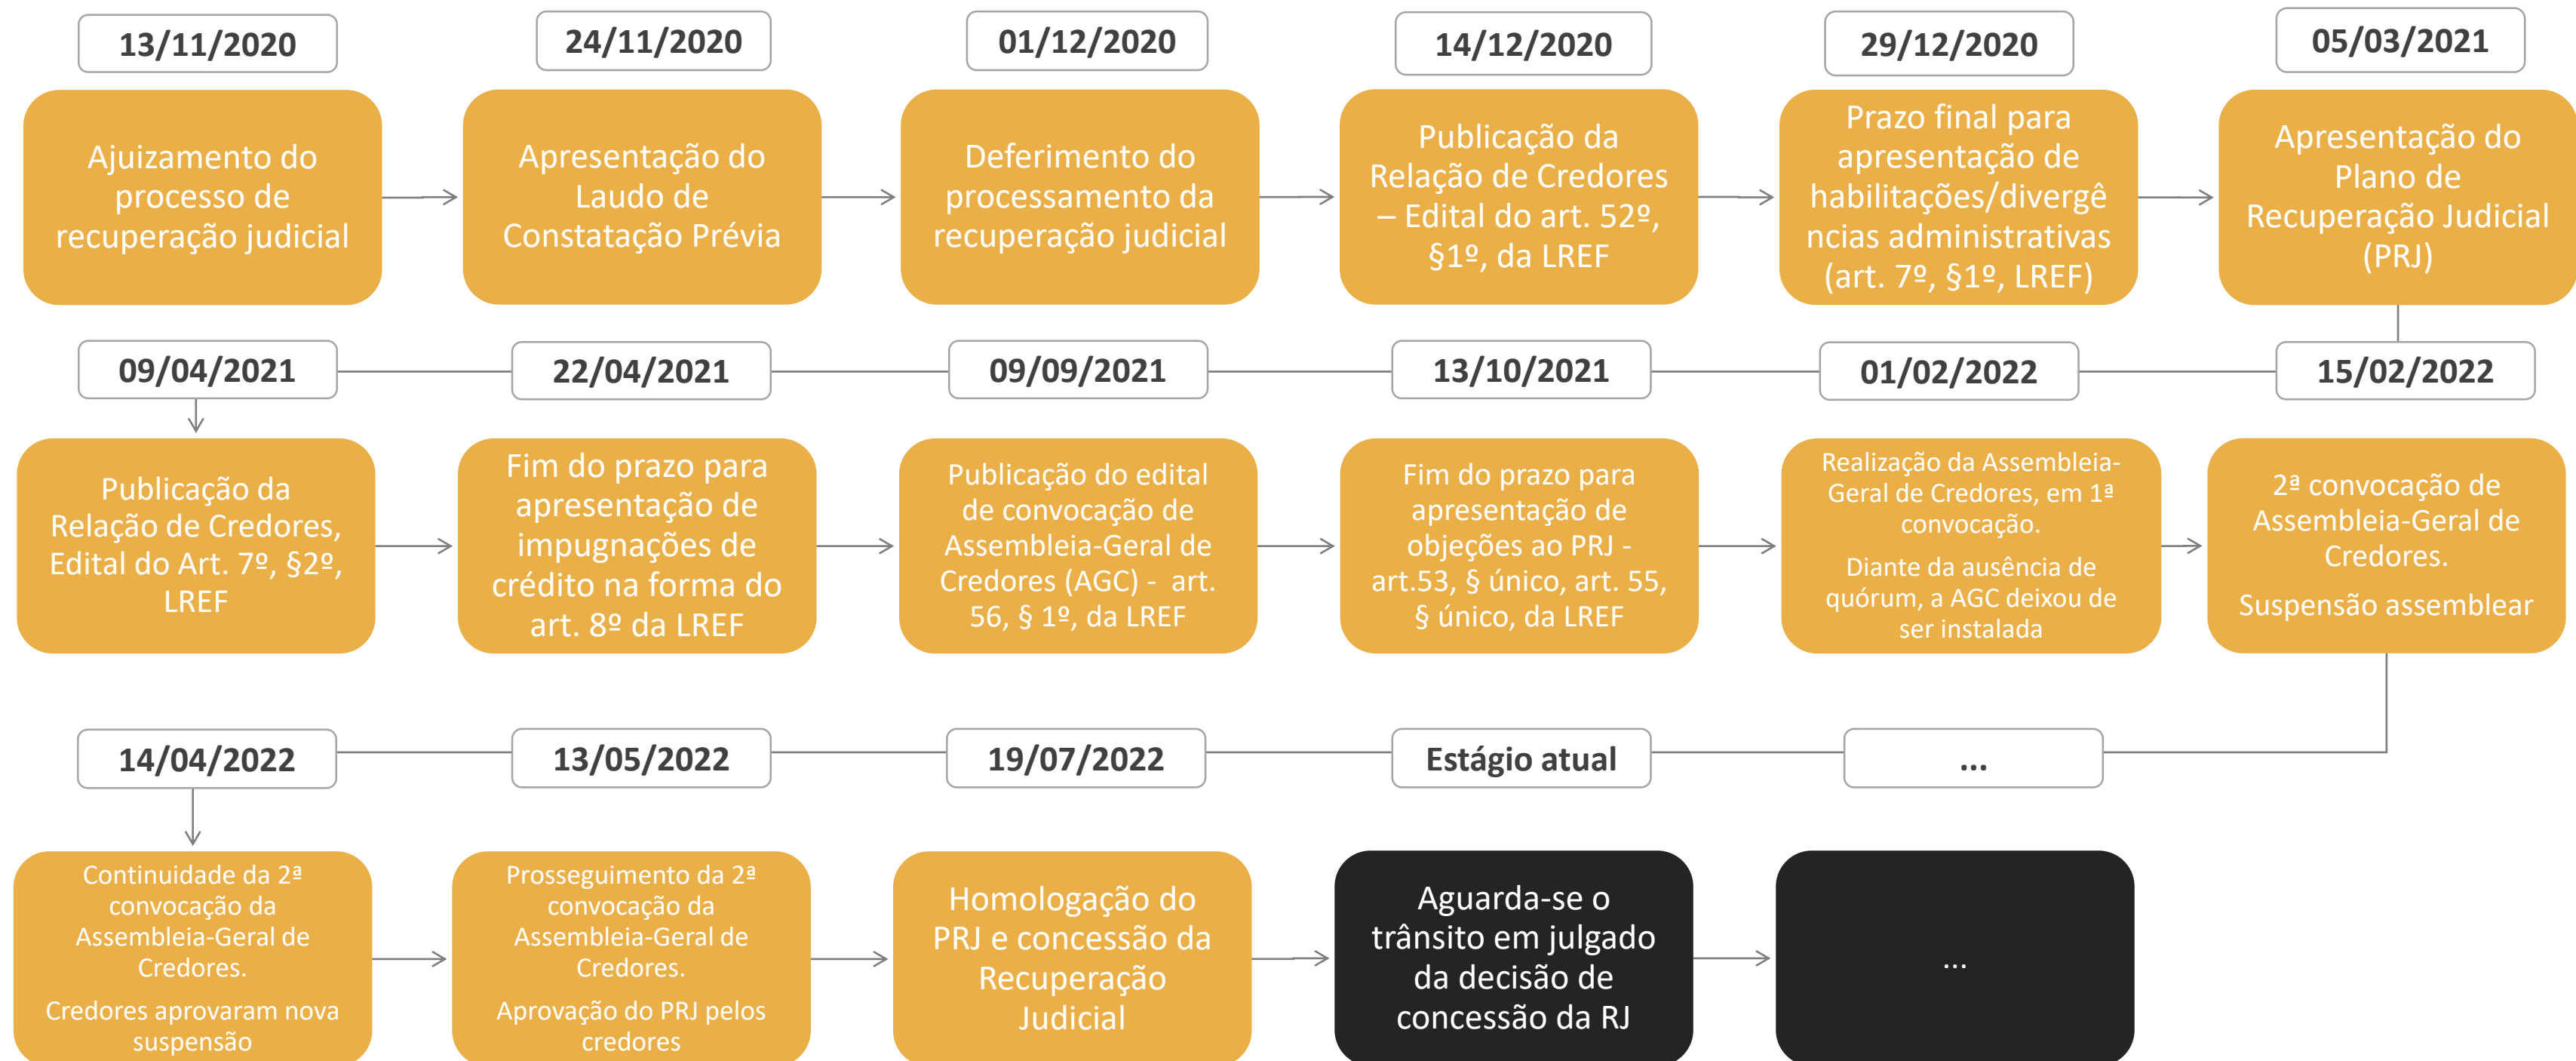 13/11/2020
24/11/2020
01/12/2020
14/12/2020
29/12/2020
05/03/2021
Ajuizamento do
processo de
recuperação judicial
Apresentação do
Laudo de
Constatação Prévia
Deferimento do
processamento da
recuperação judicial
Publicação da
Relação de Credores
– Edital do art. 52º,
§1º, da LREF
Prazo final para
apresentação de
habilitações/divergê
ncias administrativas
(art. 7º, §1º, LREF)
Apresentação do
Plano de
Recuperação Judicial
(PRJ)
09/04/2021
22/04/2021
09/09/2021
13/10/2021
01/02/2022
15/02/2022
Publicação da
Relação de Credores,
Edital do Art. 7º, §2º,
LREF
Fim do prazo para
apresentação de
impugnações de
crédito na forma do
art. 8º da LREF
Publicação do edital
de convocação de
Assembleia-Geral de
Credores (AGC) - art.
56, § 1º, da LREF
Fim do prazo para
apresentação de
objeções ao PRJ -
art.53, § único, art. 55,
§ único, da LREF
Realização da Assembleia-
Geral de Credores, em 1ª
convocação.
Diante da ausência de
quórum, a AGC deixou de
ser instalada
2ª convocação de
Assembleia-Geral de
Credores.
Suspensão assemblear
14/04/2022
13/05/2022
19/07/2022
Estágio atual
...
Continuidade da 2ª
convocação da
Assembleia-Geral de
Credores.
Credores aprovaram nova
suspensão
Prosseguimento da 2ª
convocação da
Assembleia-Geral de
Credores.
Aprovação do PRJ pelos
credores
Homologação do
PRJ e concessão da
Recuperação
Judicial
Aguarda-se o
trânsito em julgado
da decisão de
concessão da RJ
...